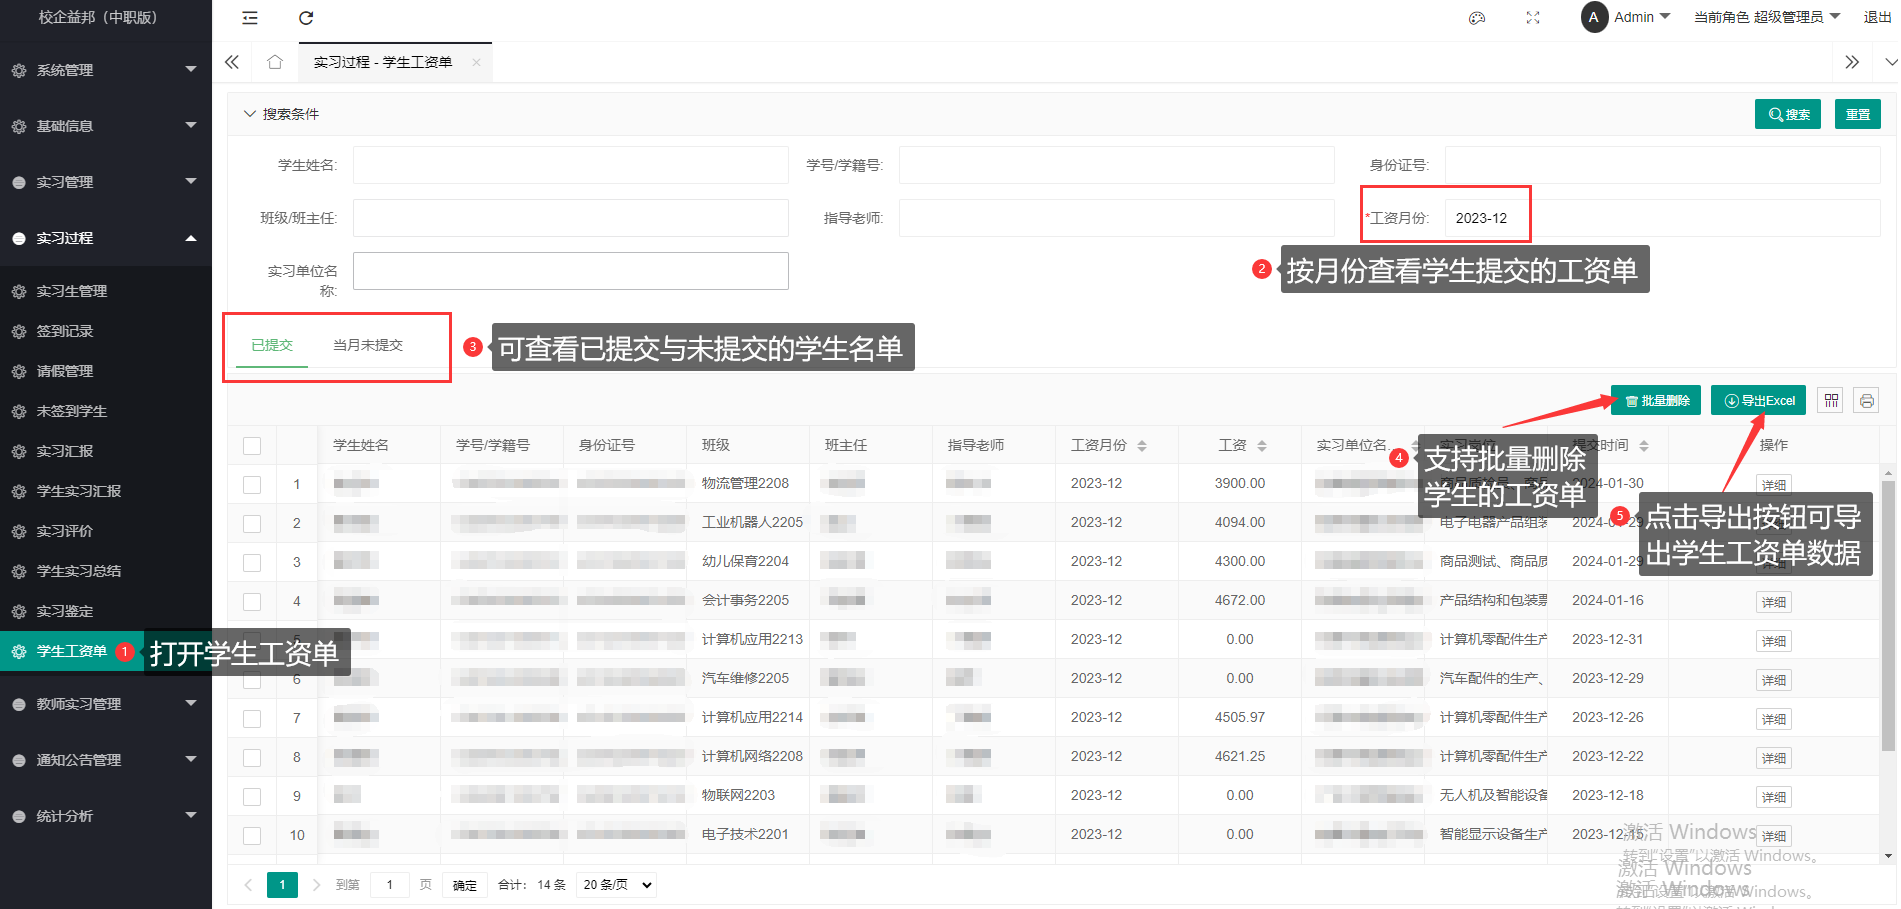 校企益邦（中职版）
A Admin 当前角色 超级管理员 退出
实习过程 - 学生工资单 ×
系统管理
基础信息
实习管理
实习过程
实习生管理
签到记录
请假管理
未签到学生
实习汇报
学生实习汇报
实习评价
学生实习总结
实习鉴定
学生工资单
教师实习管理
通知公告管理
统计分析
1 打开学生工资单
搜索条件 搜索 重置
学生姓名: 学号/学籍号: 身份证号:
班级/班主任: 指导老师: *工资月份: 2023-12
实习单位名
称:
2 按月份查看学生提交的工资单
已提交 当月未提交
3 可查看已提交与未提交的学生名单
批量删除 导出Excel
学生姓名 学号/学籍号 身份证号 班级 班主任 指导老师 工资月份 工资 实习单位名. 实习岗位 提交时间 操作
4 支持批量删除
学生的工资单
5 点击导出按钮可导
出学生工资单数据
1 物流管理2208 2023-12 3900.00 2024-01-30 详细
2 工业机器人2205 2023-12 4094.00 电子电器产品组装 2024-01-29
3 幼儿保育2204 2023-12 4300.00 商品测试、商品质 2024-01-29
4 会计事务2205 2023-12 4672.00 产品结构和包装票 2024-01-16 详细
5 计算机应用2213 2023-12 0.00 计算机零配件生产 2023-12-31 详细
6 汽车维修2205 2023-12 0.00 汽车配件的生产、 2023-12-29 详细
7 计算机应用2214 2023-12 4505.97 计算机零配件生产 2023-12-26 详细
8 计算机网络2208 2023-12 4621.25 计算机零配件生产 2023-12-22 详细
9 物联网2203 2023-12 0.00 无人机及智能设备 2023-12-18 详细
10 电子技术2201 2023-12 0.00 智能显示设备生产 2023-12-15 详细
激活 Windows
转到"设置"以激活 Windows。
激活 Windows
激活 Windows
1 到第 1 页 确定 合计： 14 条 20 条/页